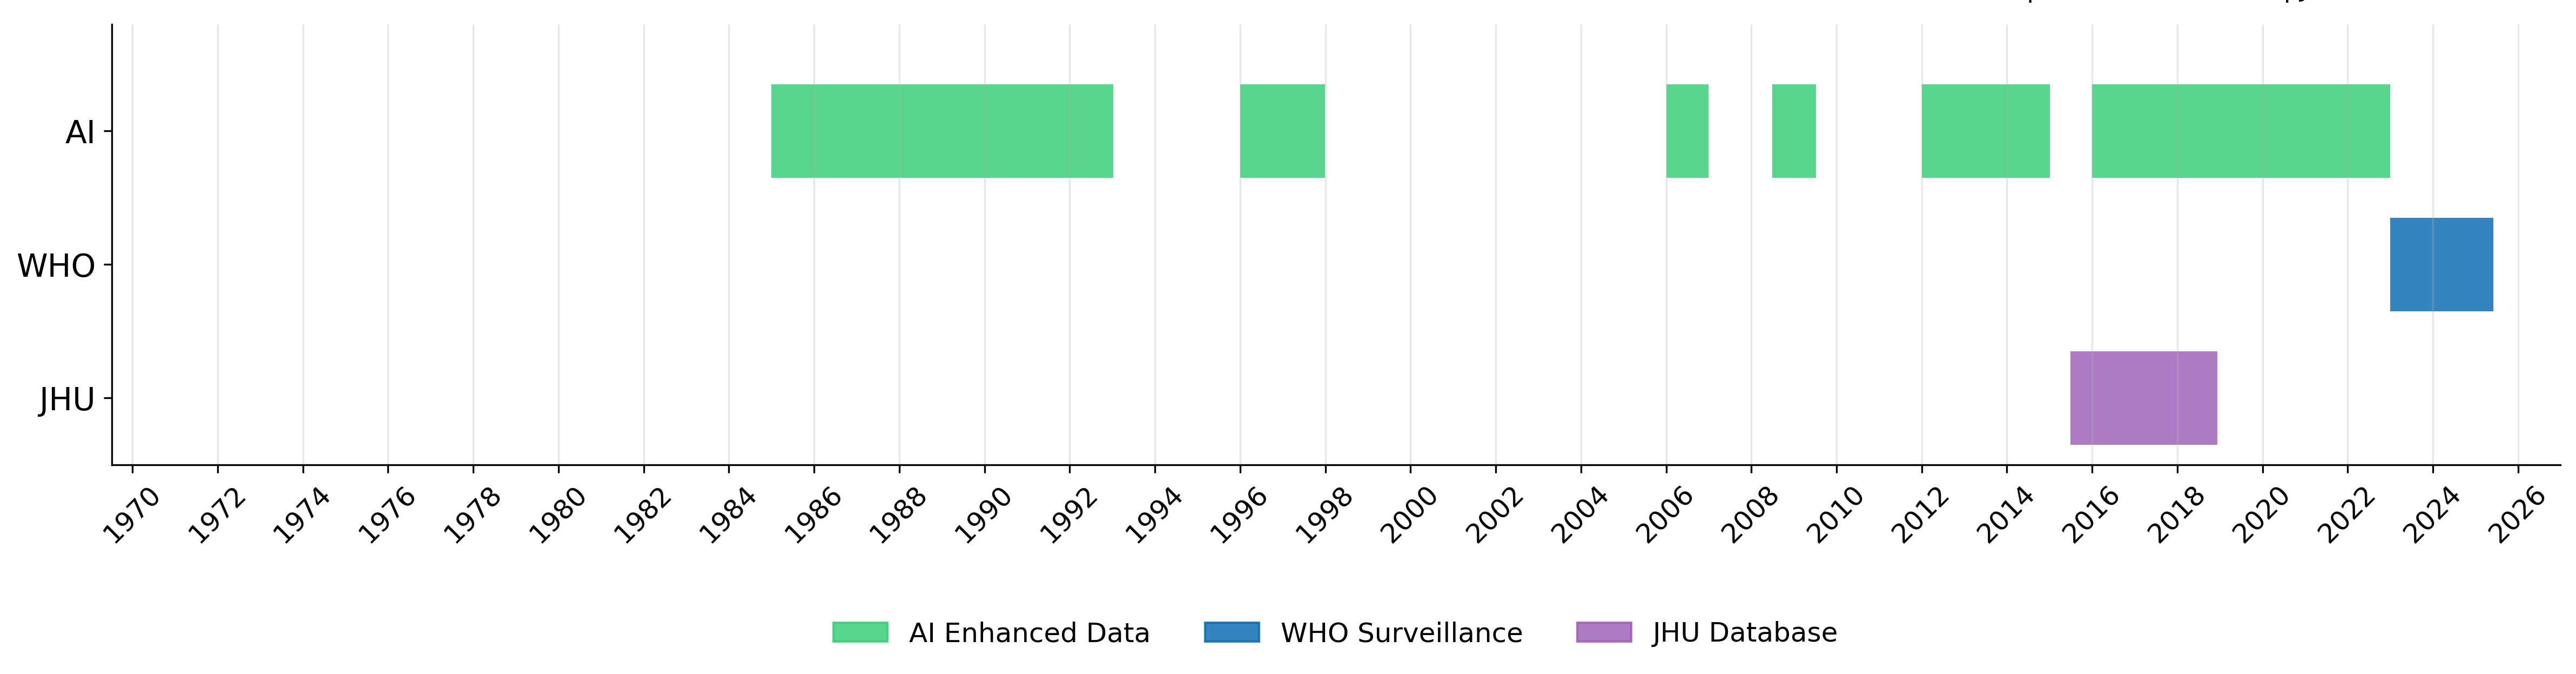 AI
WHO
JHU
1970 1972 1974 1976 1978 1980 1982 1984 1986 1988 1990 1992 1994 1996 1998 2000 2002 2004 2006 2008 2010 2012 2014 2016 2018 2020 2022 2024 2026
AI Enhanced Data WHO Surveillance JHU Database